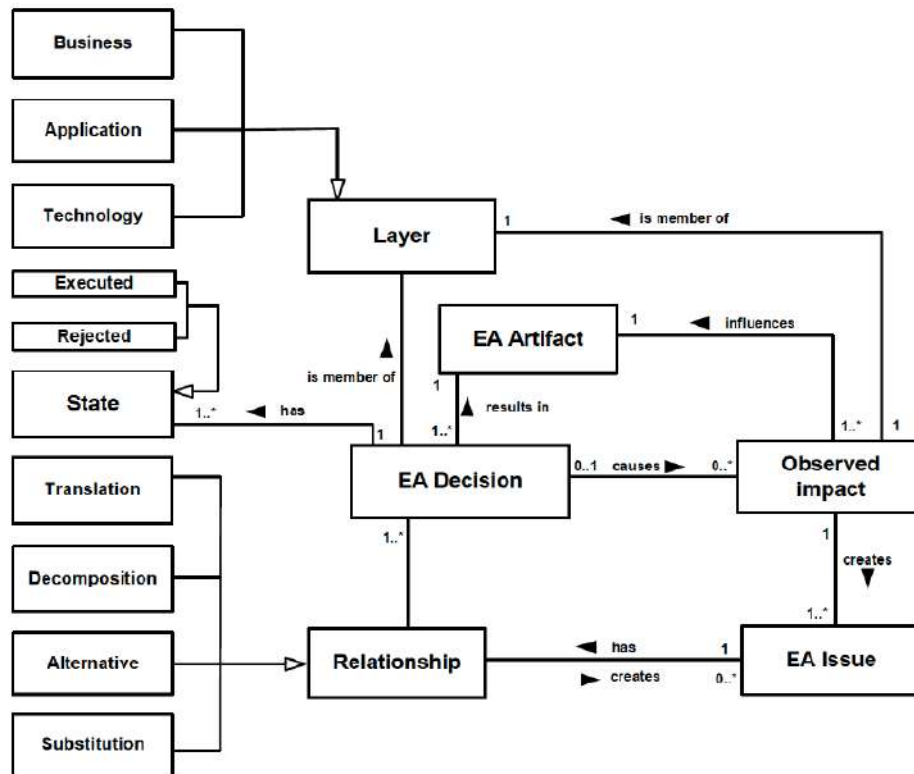 Business
Application
Technology
Layer
1
is member of
Executed
Rejected
EA Artifact
1
influences
is member of
State
1..*
has
1
1
results in
1..*
1..*
1
EA Decision
0..1
causes
0..*
Observed
impact
Translation
1..*
1
creates
Decomposition
1..*
Alternative
Relationship
has
1
creates
0..*
EA Issue
Substitution